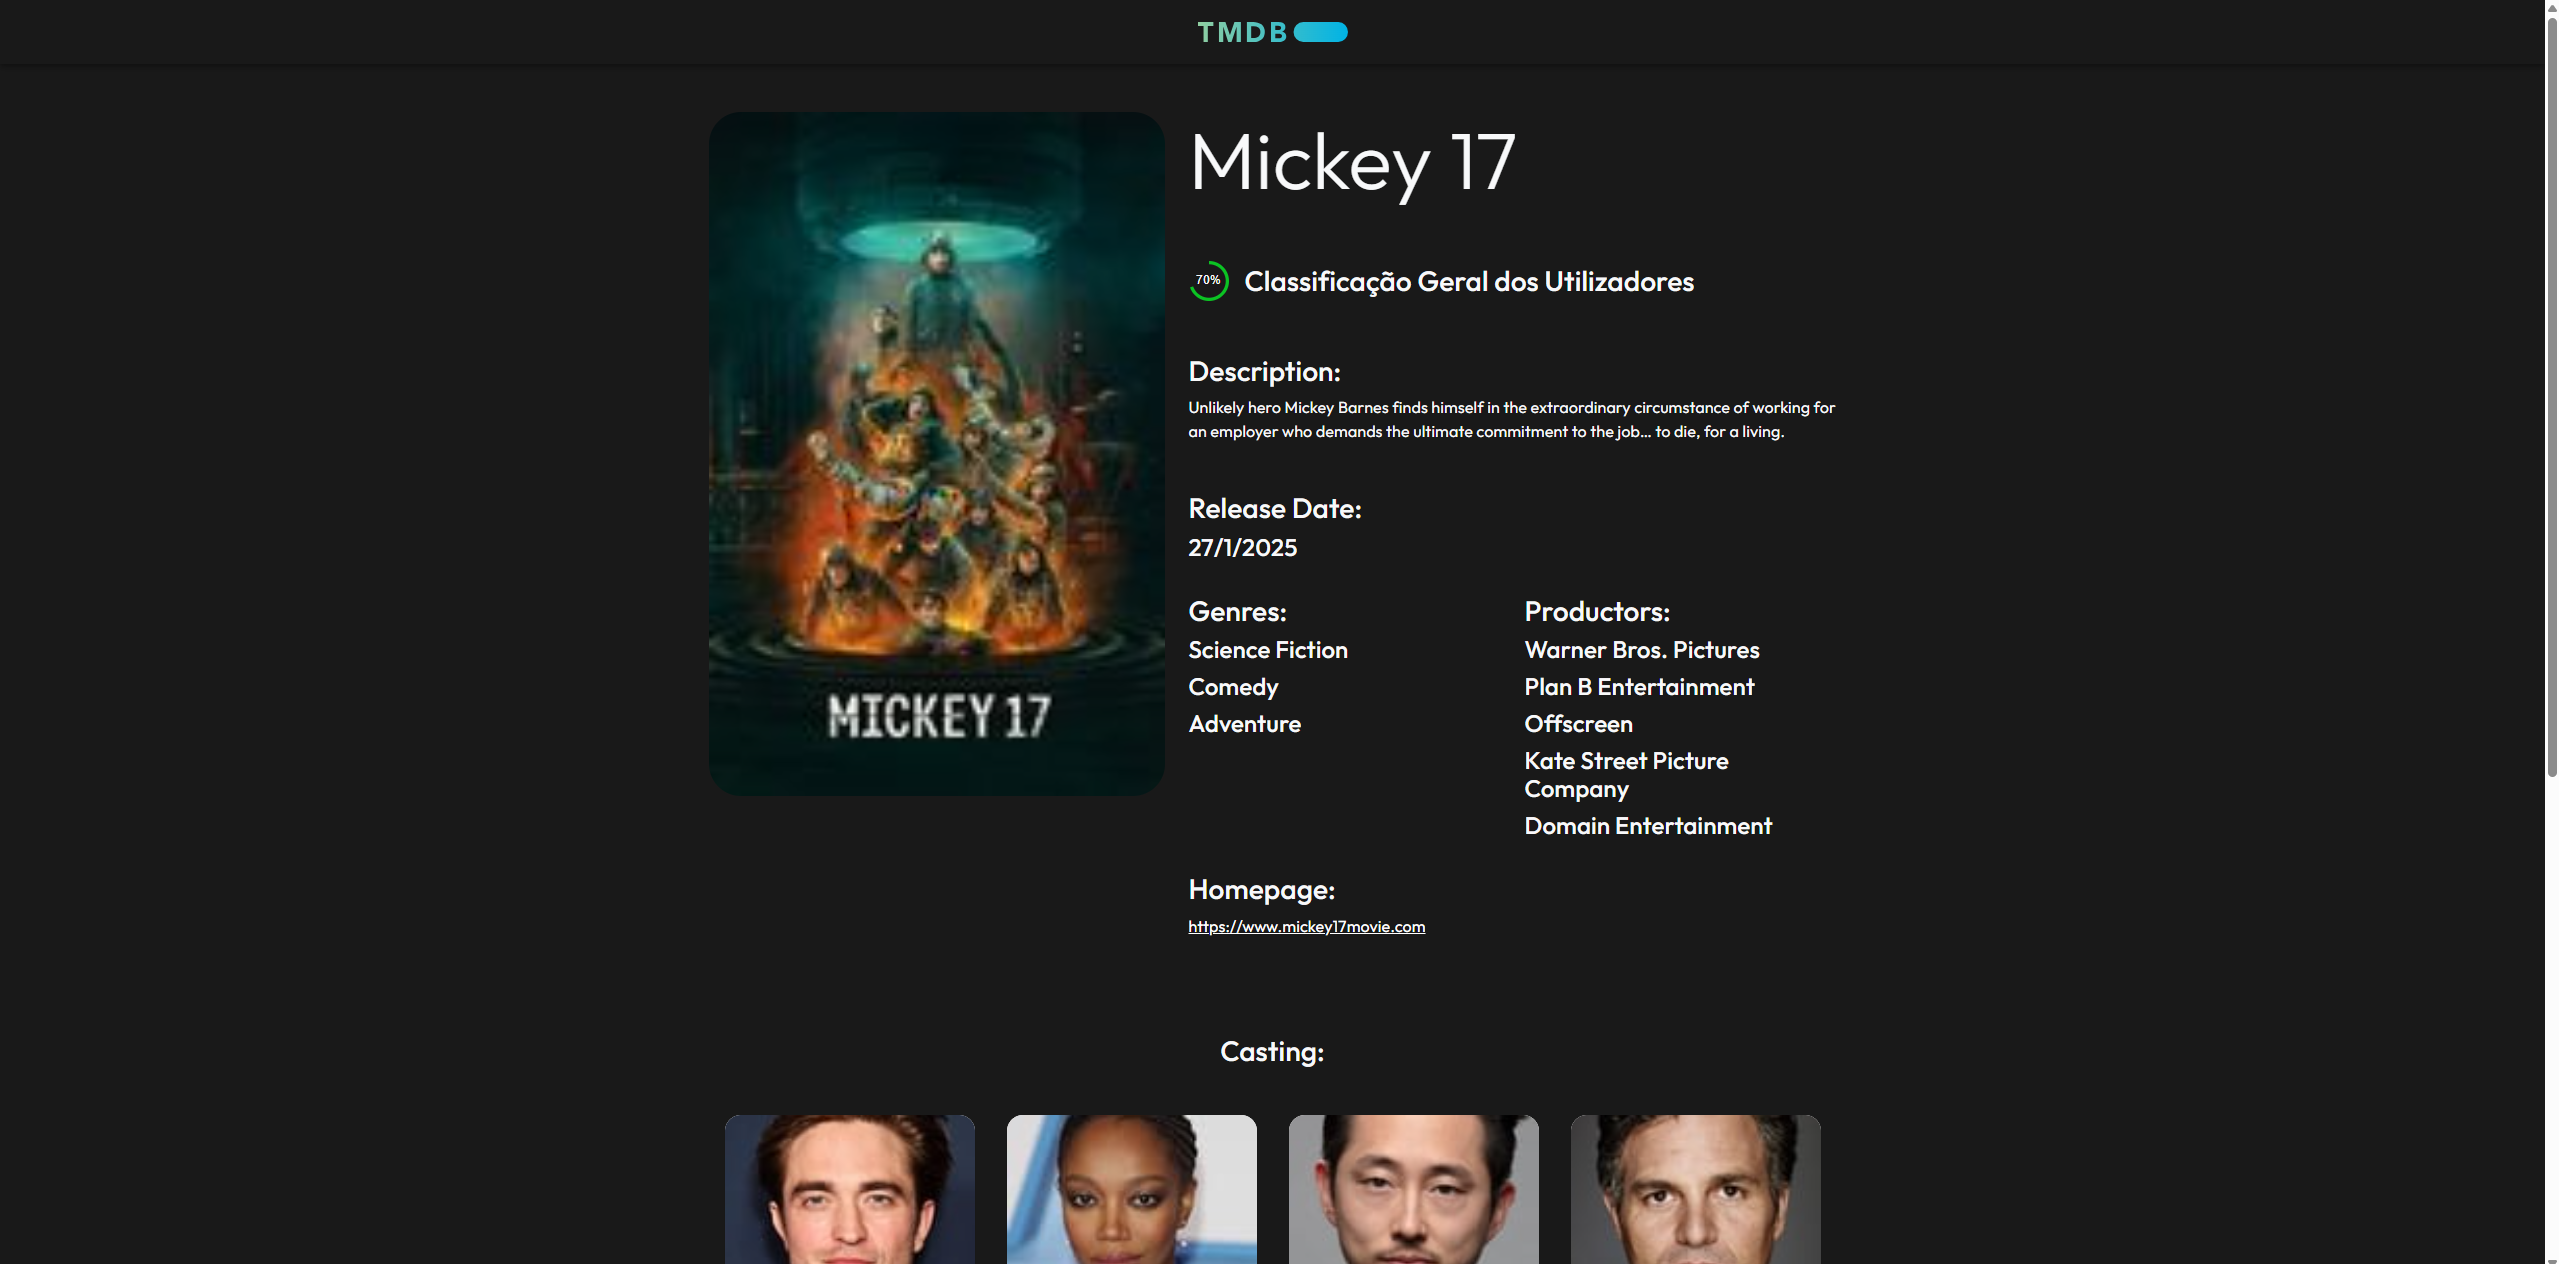 TMDB
Mickey 17
70%
Classificação Geral dos Utilizadores
Description:
Unlikely hero Mickey Barnes finds himself in the extraordinary circumstance of working for
an employer who demands the ultimate commitment to the job… to die, for a living.
Release Date:
27/1/2025
Genres:
Science Fiction
Comedy
Adventure
Productors:
Warner Bros. Pictures
Plan B Entertainment
Offscreen
Kate Street Picture
Company
Domain Entertainment
MICKEY 17
Homepage:
https://www.mickey17movie.com
Casting: